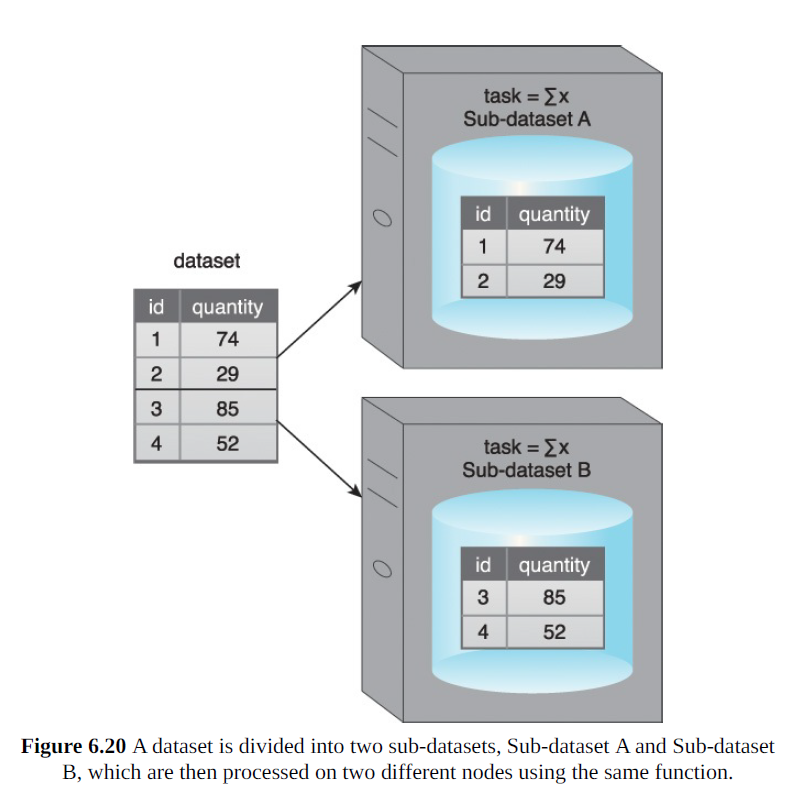 task = ∑x
Sub-dataset A
id quantity
1 74
2 29
dataset
id quantity
1 74
2 29
3 85
4 52
task = ∑x
Sub-dataset B
id quantity
3 85
4 52
Figure 6.20 A dataset is divided into two sub-datasets, Sub-dataset A and Sub-dataset
B, which are then processed on two different nodes using the same function.